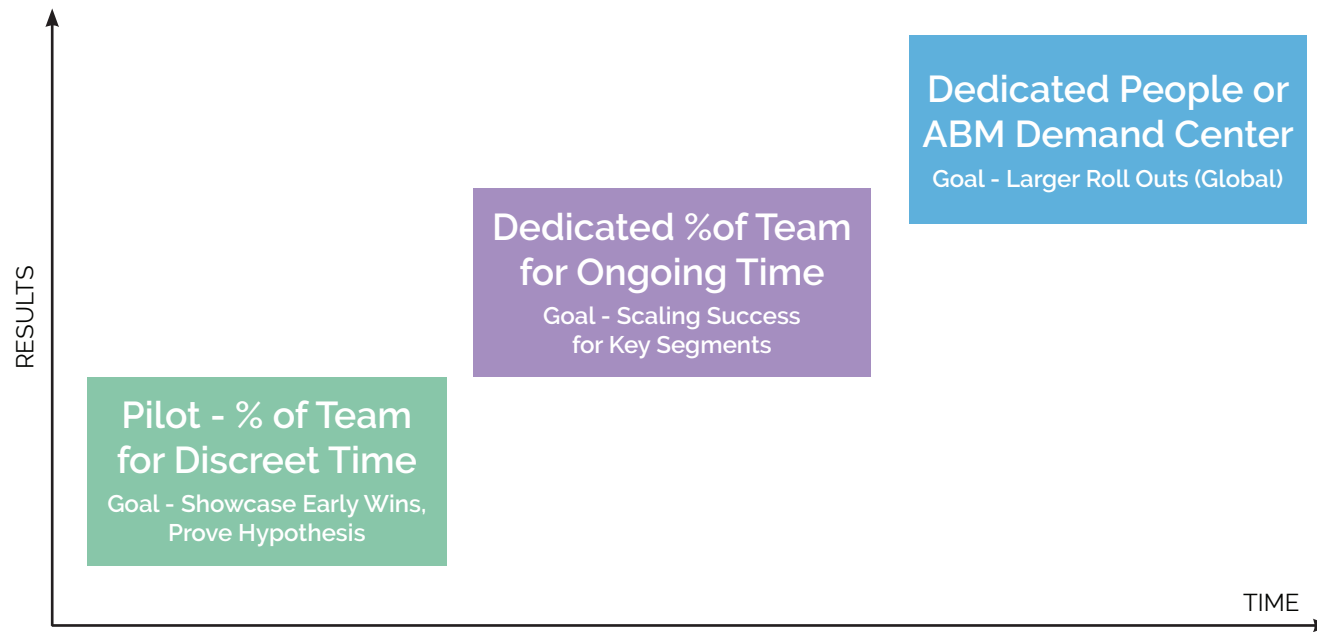 RESULTS
Dedicated People or
ABM Demand Center
Goal - Larger Roll Outs (Global)
Dedicated %of Team
for Ongoing Time
Goal - Scaling Success
for Key Segments
Pilot - % of Team
for Discreet Time
Goal - Showcase Early Wins,
Prove Hypothesis
TIME